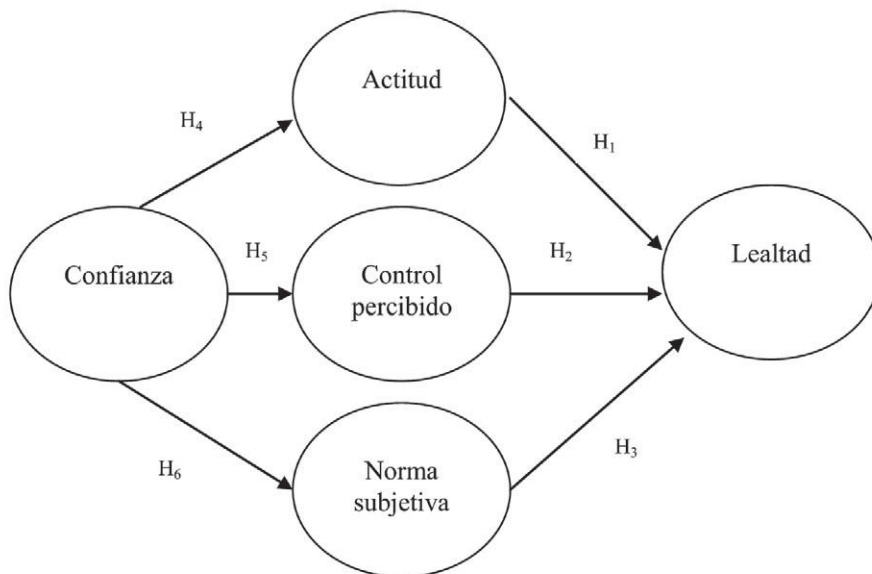 Actitud
H₄
H₁
Confianza
H₅
Control
percibido
H₂
Lealtad
H₆
Norma
subjetiva
H₃